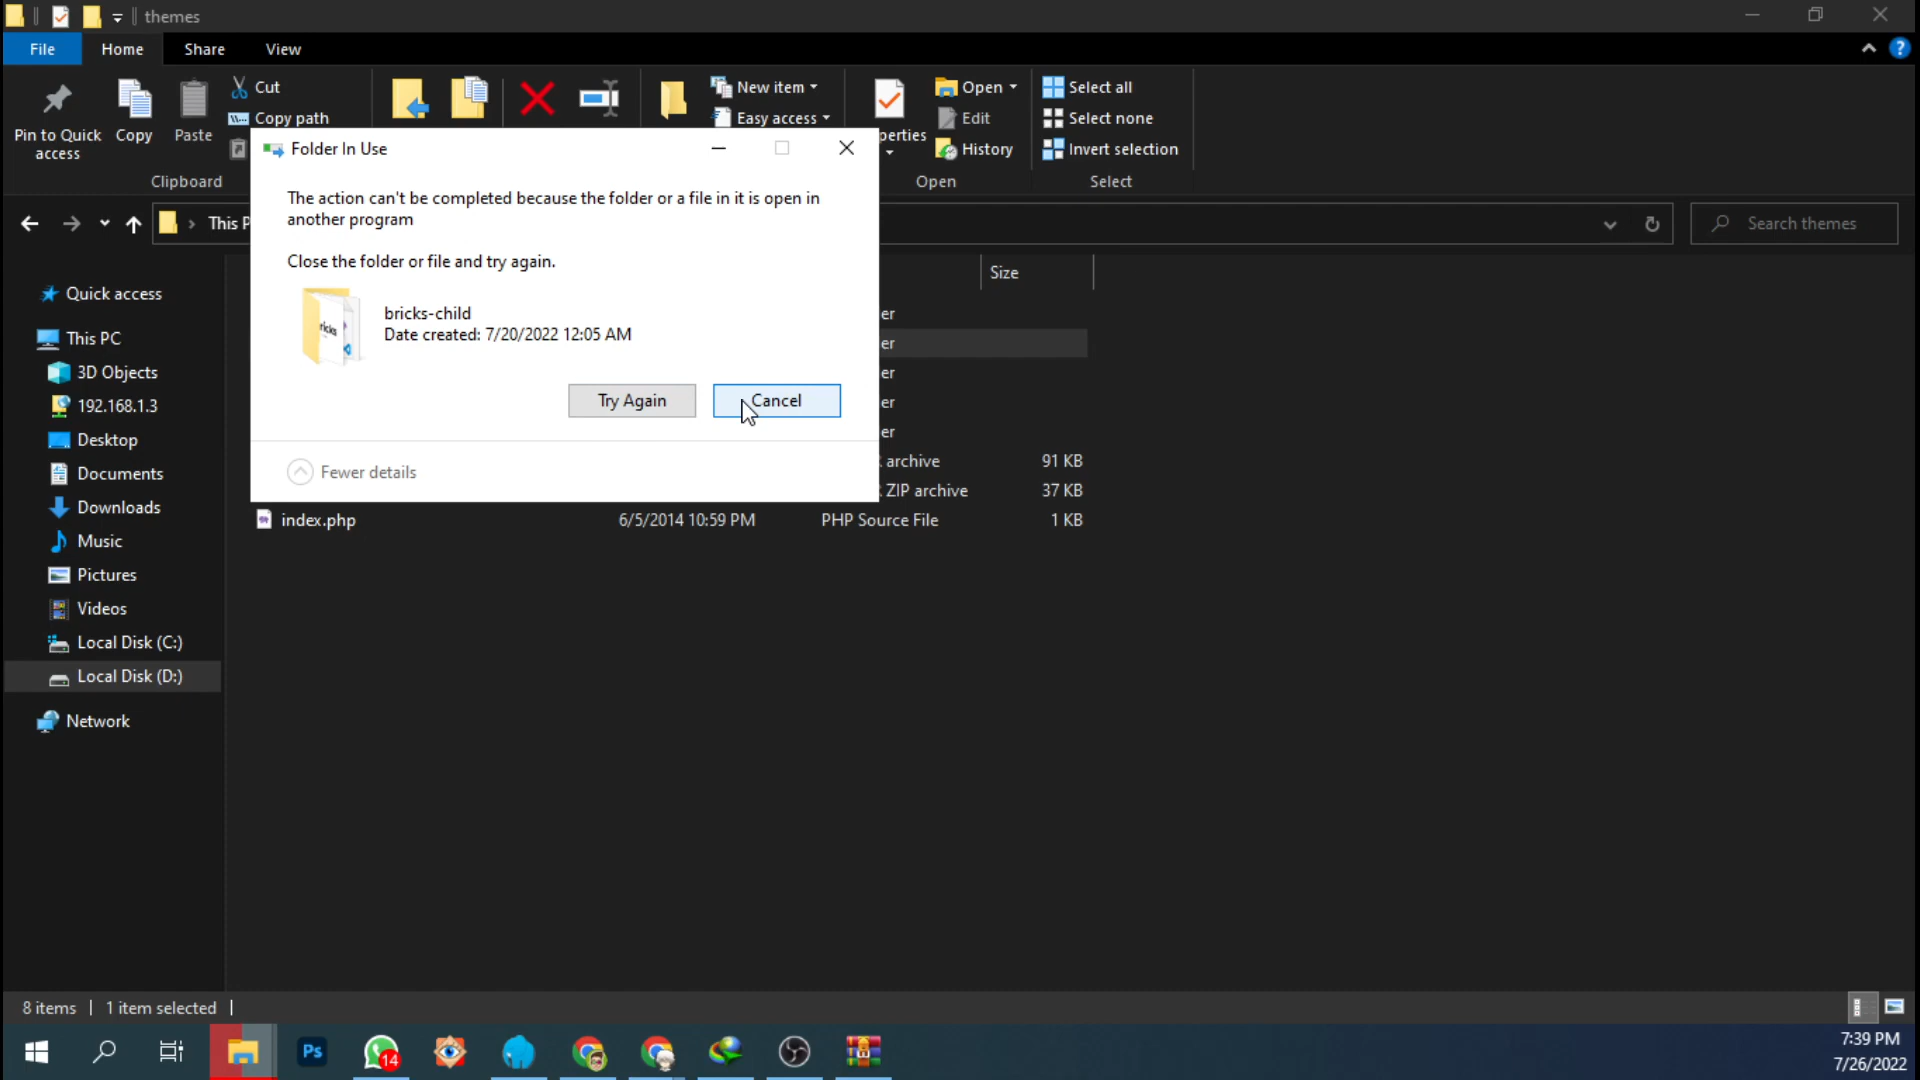 themes
File
Home
Share
View
Pin to Quick
access
Copy
Paste
Cut
Copy path
New item
Easy access
perties
Open
Edit
History
Select all
Select none
Invert selection
Clipboard
Open
Select
This P
Search themes
Folder In Use
The action can't be completed because the folder or a file in it is open in
another program
Close the folder or file and try again.
bricks-child
Date created: 7/20/2022 12:05 AM
Try Again
Cancel
Fewer details
Size
er
er
er
er
er
archive 91 KB
ZIP archive 37 KB
index.php 6/5/2014 10:59 PM PHP Source File 1 KB
Quick access
This PC
3D Objects
192.168.1.3
Desktop
Documents
Downloads
Music
Pictures
Videos
Local Disk (C:)
Local Disk (D:)
Network
8 items
1 item selected
Ps
14
7:39 PM
7/26/2022